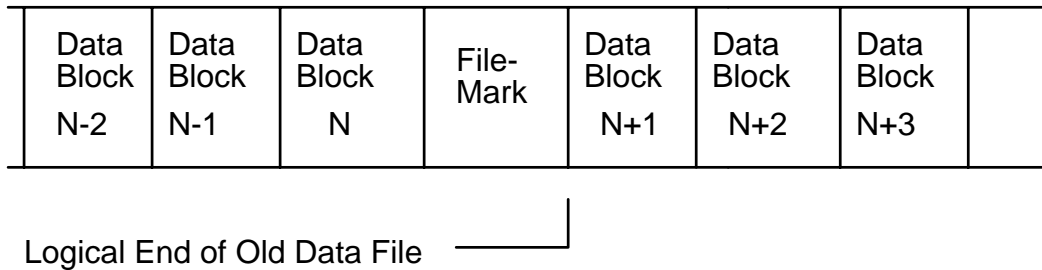 Data
Block
N-2
Data
Block
N-1
Data
Block
N
File-
Mark
Data
Block
N+1
Data
Block
N+2
Data
Block
N+3
Logical End of Old Data File